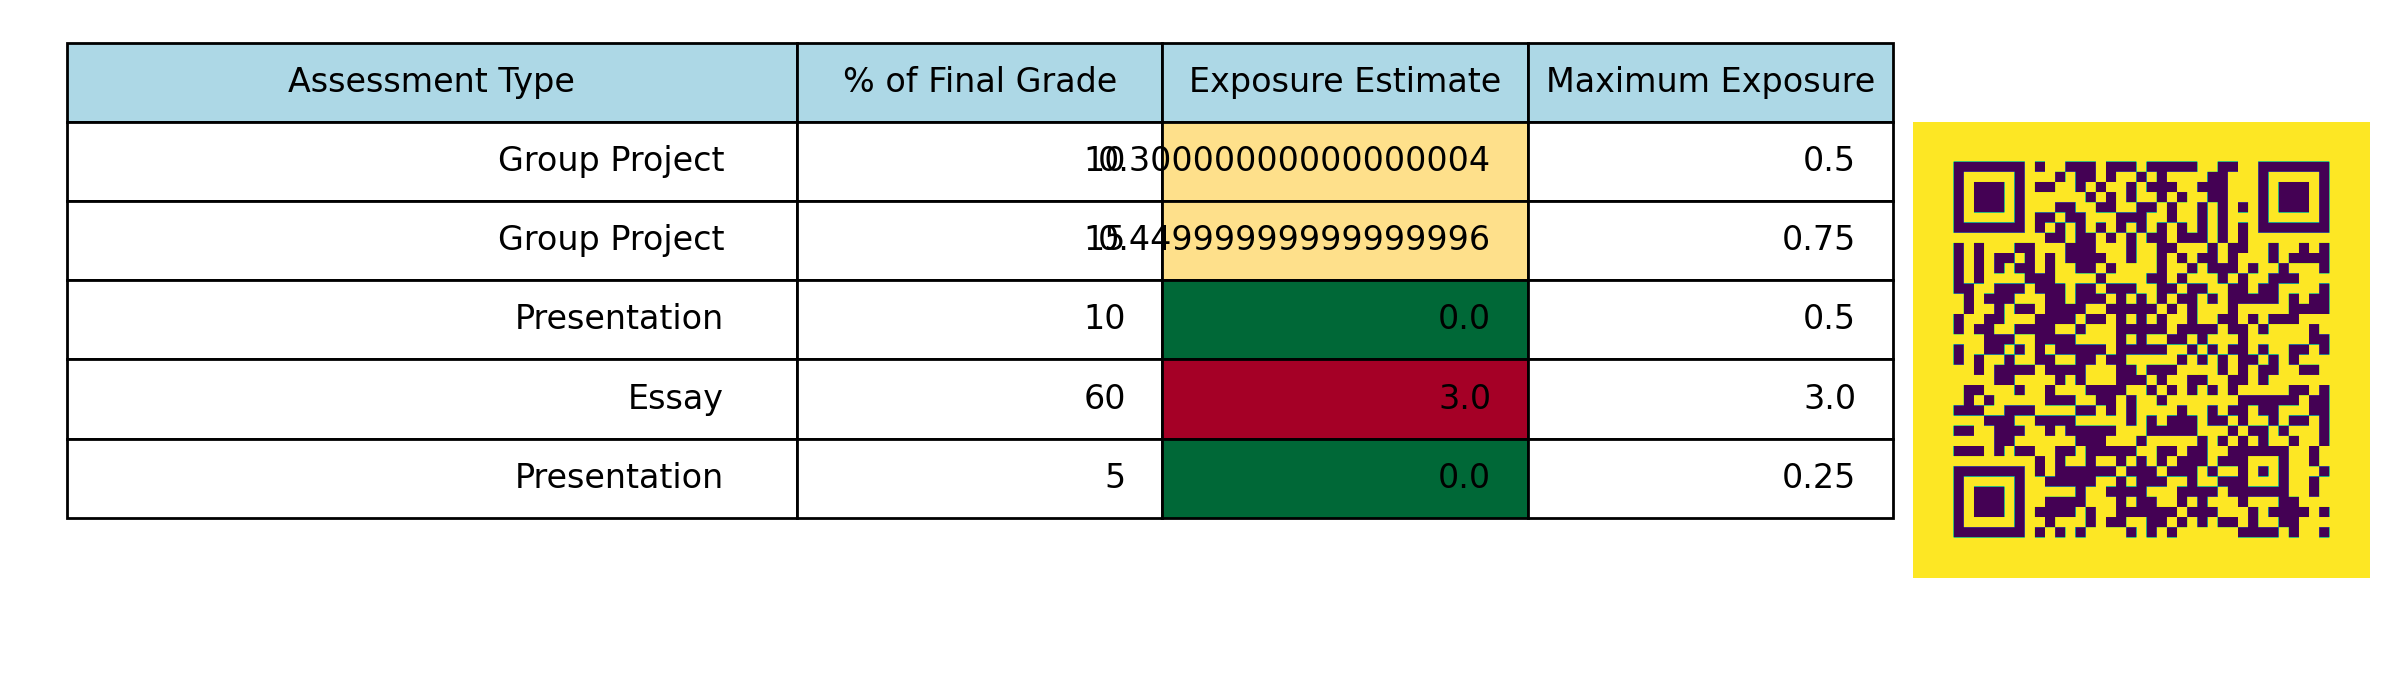 Assessment Type % of Final Grade Exposure Estimate Maximum Exposure
Group Project 10 0.30000000000000004 0.5
Group Project 15 0.44999999999999996 0.75
Presentation 10 0.0 0.5
Essay 60 3.0 3.0
Presentation 5 0.0 0.25